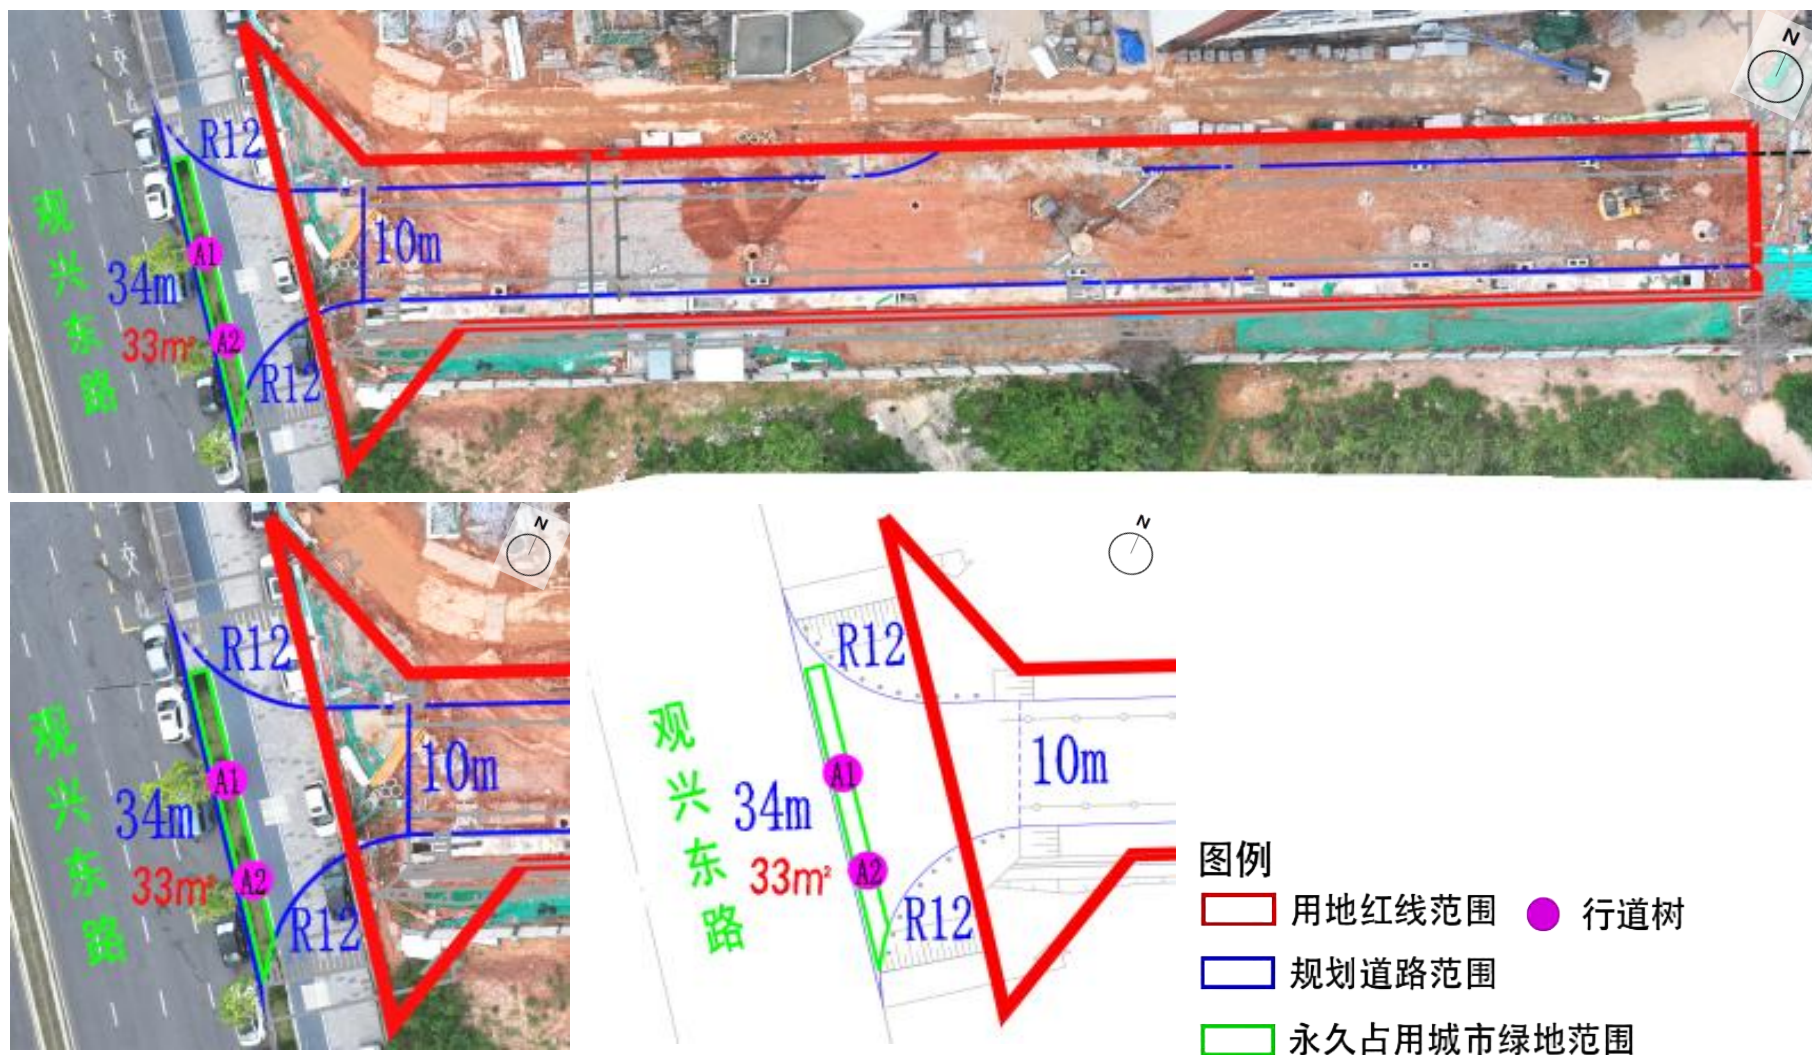 N
R12
A1
10m
34m
33m²
A2
R12
观兴东路
N
R12
A1
10m
34m
33m²
A2
R12
观兴东路
N
R12
A1
10m
34m
33m²
A2
R12
观兴东路
图例
用地红线范围 行道树
规划道路范围
永久占用城市绿地范围